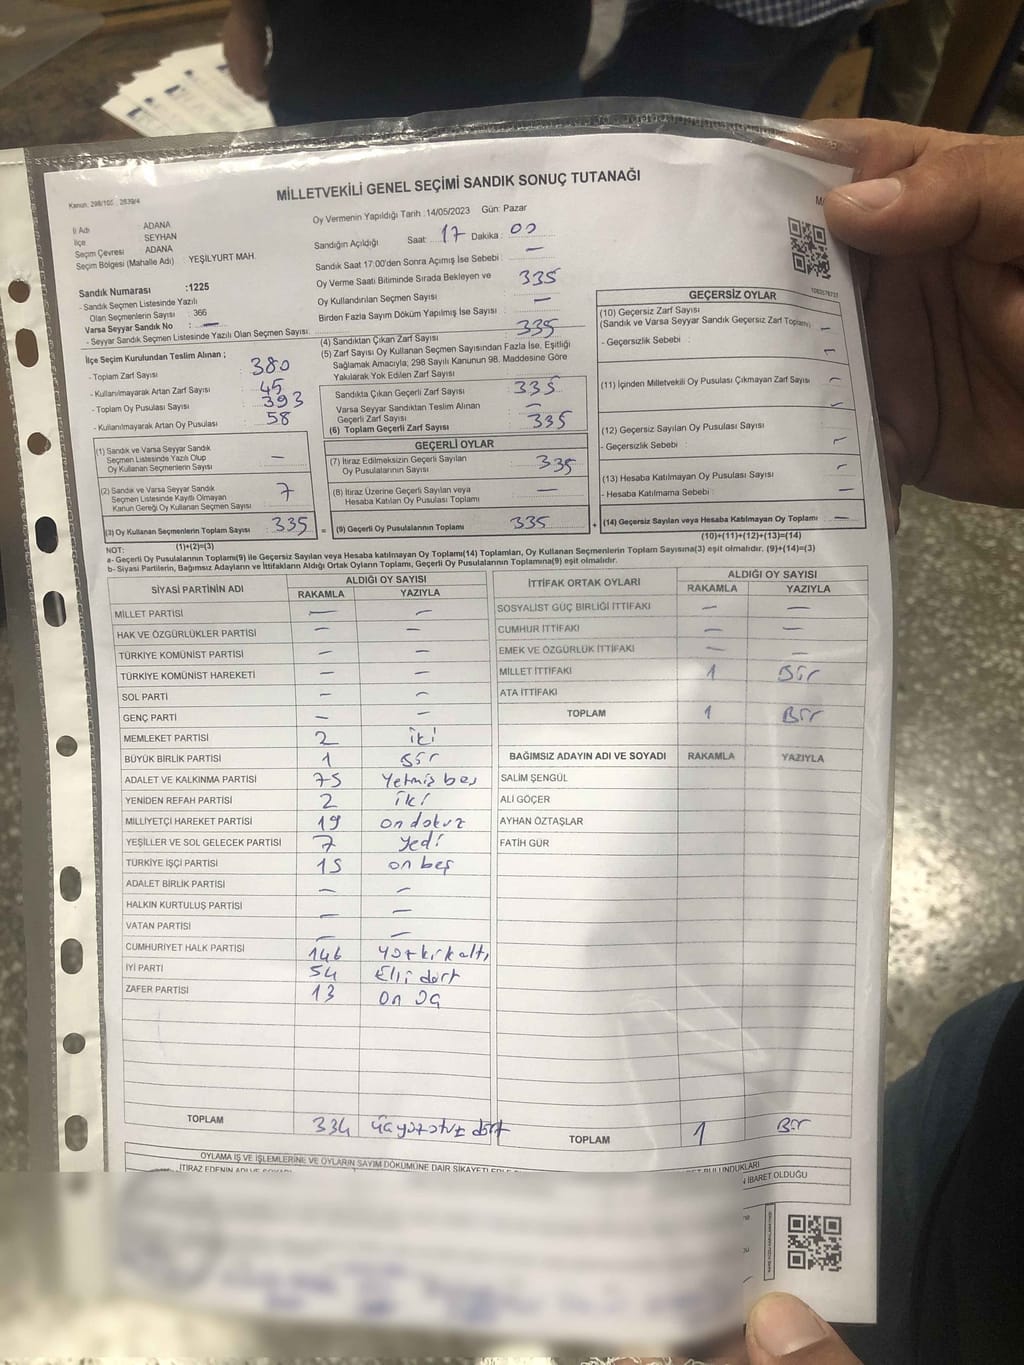 MİLLETVEKİLİ GENEL SEÇİMİ SANDIK SONUÇ TUTANAĞI
Kanun. 298/100
İl Adı : ADANA
İlçe : SEYHAN
Seçim Çevresi : ADANA
Seçim Bölgesi (Mahalle Adı) : YEŞİLYURT MAH.
Sandık Numarası :1225
- Sandık Seçmen Listesinde Yazılı
Olan Seçmenlerin Sayısı : 366
Varsa Seyyar Sandık No : —
- Seyyar Sandık Seçmen Listesinde Yazılı Olan Seçmen Sayısı:
Oy Vermenin Yapıldığı Tarih :14/05/2023 Gün: Pazar
Sandığın Açıldığı Saat: 17 Dakika: 00
Sandık Saat 17:00'den Sonra Açımış İse Sebebi : —
Oy Verme Saati Bitiminde Sırada Bekleyen ve
Oy Kullandırılan Seçmen Sayısı 335
Birden Fazla Sayım Döküm Yapılmış İse Sayısı : —
İlçe Seçim Kurulundan Teslim Alınan ;
- Toplam Zarf Sayısı : 380
- Kullanılmayarak Artan Zarf Sayısı : 45
- Toplam Oy Pusulası Sayısı : 393
- Kullanılmayarak Artan Oy Pusulası : 58
(4) Sandıktan Çıkan Zarf Sayısı : 335
(5) Zarf Sayısı Oy Kullanan Seçmen Sayısından Fazla İse, Eşitliği
Sağlamak Amacıyla, 298 Sayılı Kanunun 98. Maddesine Göre
Yakılarak Yok Edilen Zarf Sayısı :
Sandıkta Çıkan Geçerli Zarf Sayısı 335
Varsa Seyyar Sandıktan Teslim Alınan
Geçerli Zarf Sayısı —
(6) Toplam Geçerli Zarf Sayısı 335
(1) Sandık ve Varsa Seyyar Sandık
Seçmen Listesinde Yazılı Olup
Oy Kullanan Seçmenlerin Sayısı —
(2) Sandık ve Varsa Seyyar Sandık
Seçmen Listesinde Kayıtlı Olmayan
Kanun Gereği Oy Kullanan Seçmen Sayısı 7
(3) Oy Kullanan Seçmenlerin Toplam Sayısı 335 =
GEÇERLİ OYLAR
(7) İtiraz Edilmeksizin Geçerli Sayılan
Oy Pusulalarının Sayısı : 335
(8) İtiraz Üzerine Geçerli Sayılan veya
Hesaba Katılan Oy Pusulası Toplamı —
(9) Geçerli Oy Pusulalarının Toplamı 335 +
GEÇERSİZ OYLAR
(10) Geçersiz Zarf Sayısı
(Sandık ve Varsa Seyyar Sandık Geçersiz Zarf Toplamı) —
- Geçersizlik Sebebi : —
(11) İçinden Milletvekili Oy Pusulası Çıkmayan Zarf Sayısı —
(12) Geçersiz Sayılan Oy Pusulası Sayısı —
- Geçersizlik Sebebi : —
(13) Hesaba Katılmayan Oy Pusulası Sayısı —
- Hesaba Katılmama Sebebi : —
(14) Geçersiz Sayılan veya Hesaba Katılmayan Oy Toplamı —
(1)+(2)=(3)
(10)+(11)+(12)+(13)=(14)
NOT:
a- Geçerli Oy Pusulalarının Toplamı(9) ile Geçersiz Sayılan veya Hesaba katılmayan Oy Toplamı(14) Toplamları, Oy Kullanan Seçmenlerin Toplam Sayısına(3) eşit olmalıdır. (9)+(14)=(3)
b- Siyasi Partilerin, Bağımsız Adayların ve İttifakların Aldığı Ortak Oyların Toplamı, Geçerli Oy Pusulalarının Toplamına(9) eşit olmalıdır.
SİYASİ PARTİNİN ADI ALDIĞI OY SAYISI
RAKAMLA YAZIYLA
MİLLET PARTİSİ — —
HAK VE ÖZGÜRLÜKLER PARTİSİ — —
TÜRKİYE KOMÜNİST PARTİSİ — —
TÜRKİYE KOMÜNİST HAREKETİ — —
SOL PARTİ — —
GENÇ PARTİ — —
MEMLEKET PARTİSİ 2 iki
BÜYÜK BİRLİK PARTİSİ 1 Bir
ADALET VE KALKINMA PARTİSİ 75 Yetmiş beş
YENİDEN REFAH PARTİSİ 2 iki
MİLLİYETÇİ HAREKET PARTİSİ 19 on dokuz
YEŞİLLER VE SOL GELECEK PARTİSİ 7 yedi
TÜRKİYE İŞÇİ PARTİSİ 15 on beş
ADALET BİRLİK PARTİSİ — —
HALKIN KURTULUŞ PARTİSİ — —
VATAN PARTİSİ — —
CUMHURİYET HALK PARTİSİ 146 yüz kırk altı
İYİ PARTİ 54 Elli dört
ZAFER PARTİSİ 13 on üç
TOPLAM 334 üçyüzotuz dört
İTTİFAK ORTAK OYLARI ALDIĞI OY SAYISI
RAKAMLA YAZIYLA
SOSYALİST GÜÇ BİRLİĞİ İTTİFAKI — —
CUMHUR İTTİFAKI — —
EMEK VE ÖZGÜRLÜK İTTİFAKI — —
MİLLET İTTİFAKI 1 Bir
ATA İTTİFAKI
TOPLAM 1 Bir
BAĞIMSIZ ADAYIN ADI VE SOYADI RAKAMLA YAZIYLA
SALİM ŞENGÜL
ALİ GÖÇER
AYHAN ÖZTAŞLAR
FATİH GÜR
TOPLAM 1 Bir
OYLAMA İŞ VE İŞLEMLERİNE VE OYLARIN SAYIM DÖKÜMÜNE DAİR ŞİKAYET
BULUNDUKLARI
İBARET OLDUĞU